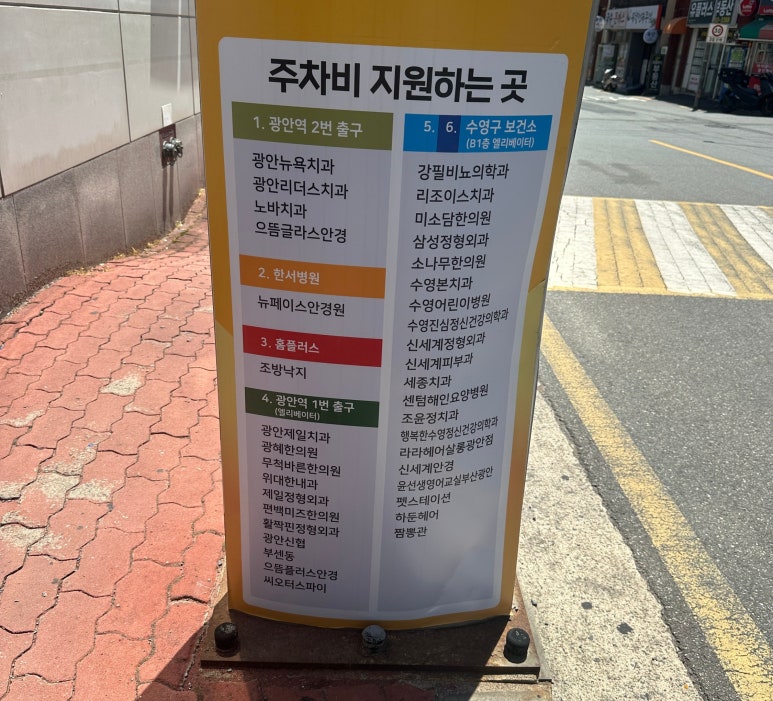 주차비 지원하는 곳
1. 광안역 2번 출구
광안뉴욕치과
광안리더스치과
노바치과
으뜸글라스안경
2. 한서병원
뉴페이스안경원
3. 홈플러스
조방낙지
4. 광안역 1번 출구
(엘리베이터)
광안제일치과
광혜한의원
무척바른한의원
위대한내과
제일정형외과
편백미즈한의원
활짝핀정형외과
광안신협
부센동
으뜸플러스안경
씨오터스파이
5. 6. 수영구 보건소
(B1층 엘리베이터)
강필비뇨의학과
리조이스치과
미소담한의원
삼성정형외과
소나무한의원
수영본치과
수영어린이병원
수영진심정신건강의학과
신세계정형외과
신세계피부과
세종치과
센텀해인요양병원
조윤정치과
행복한수영정신건강의학과
라라헤어살롱광안점
신세계안경
윤선생영어교실부산광안
펫스테이션
하둔헤어
짬뽕관
30